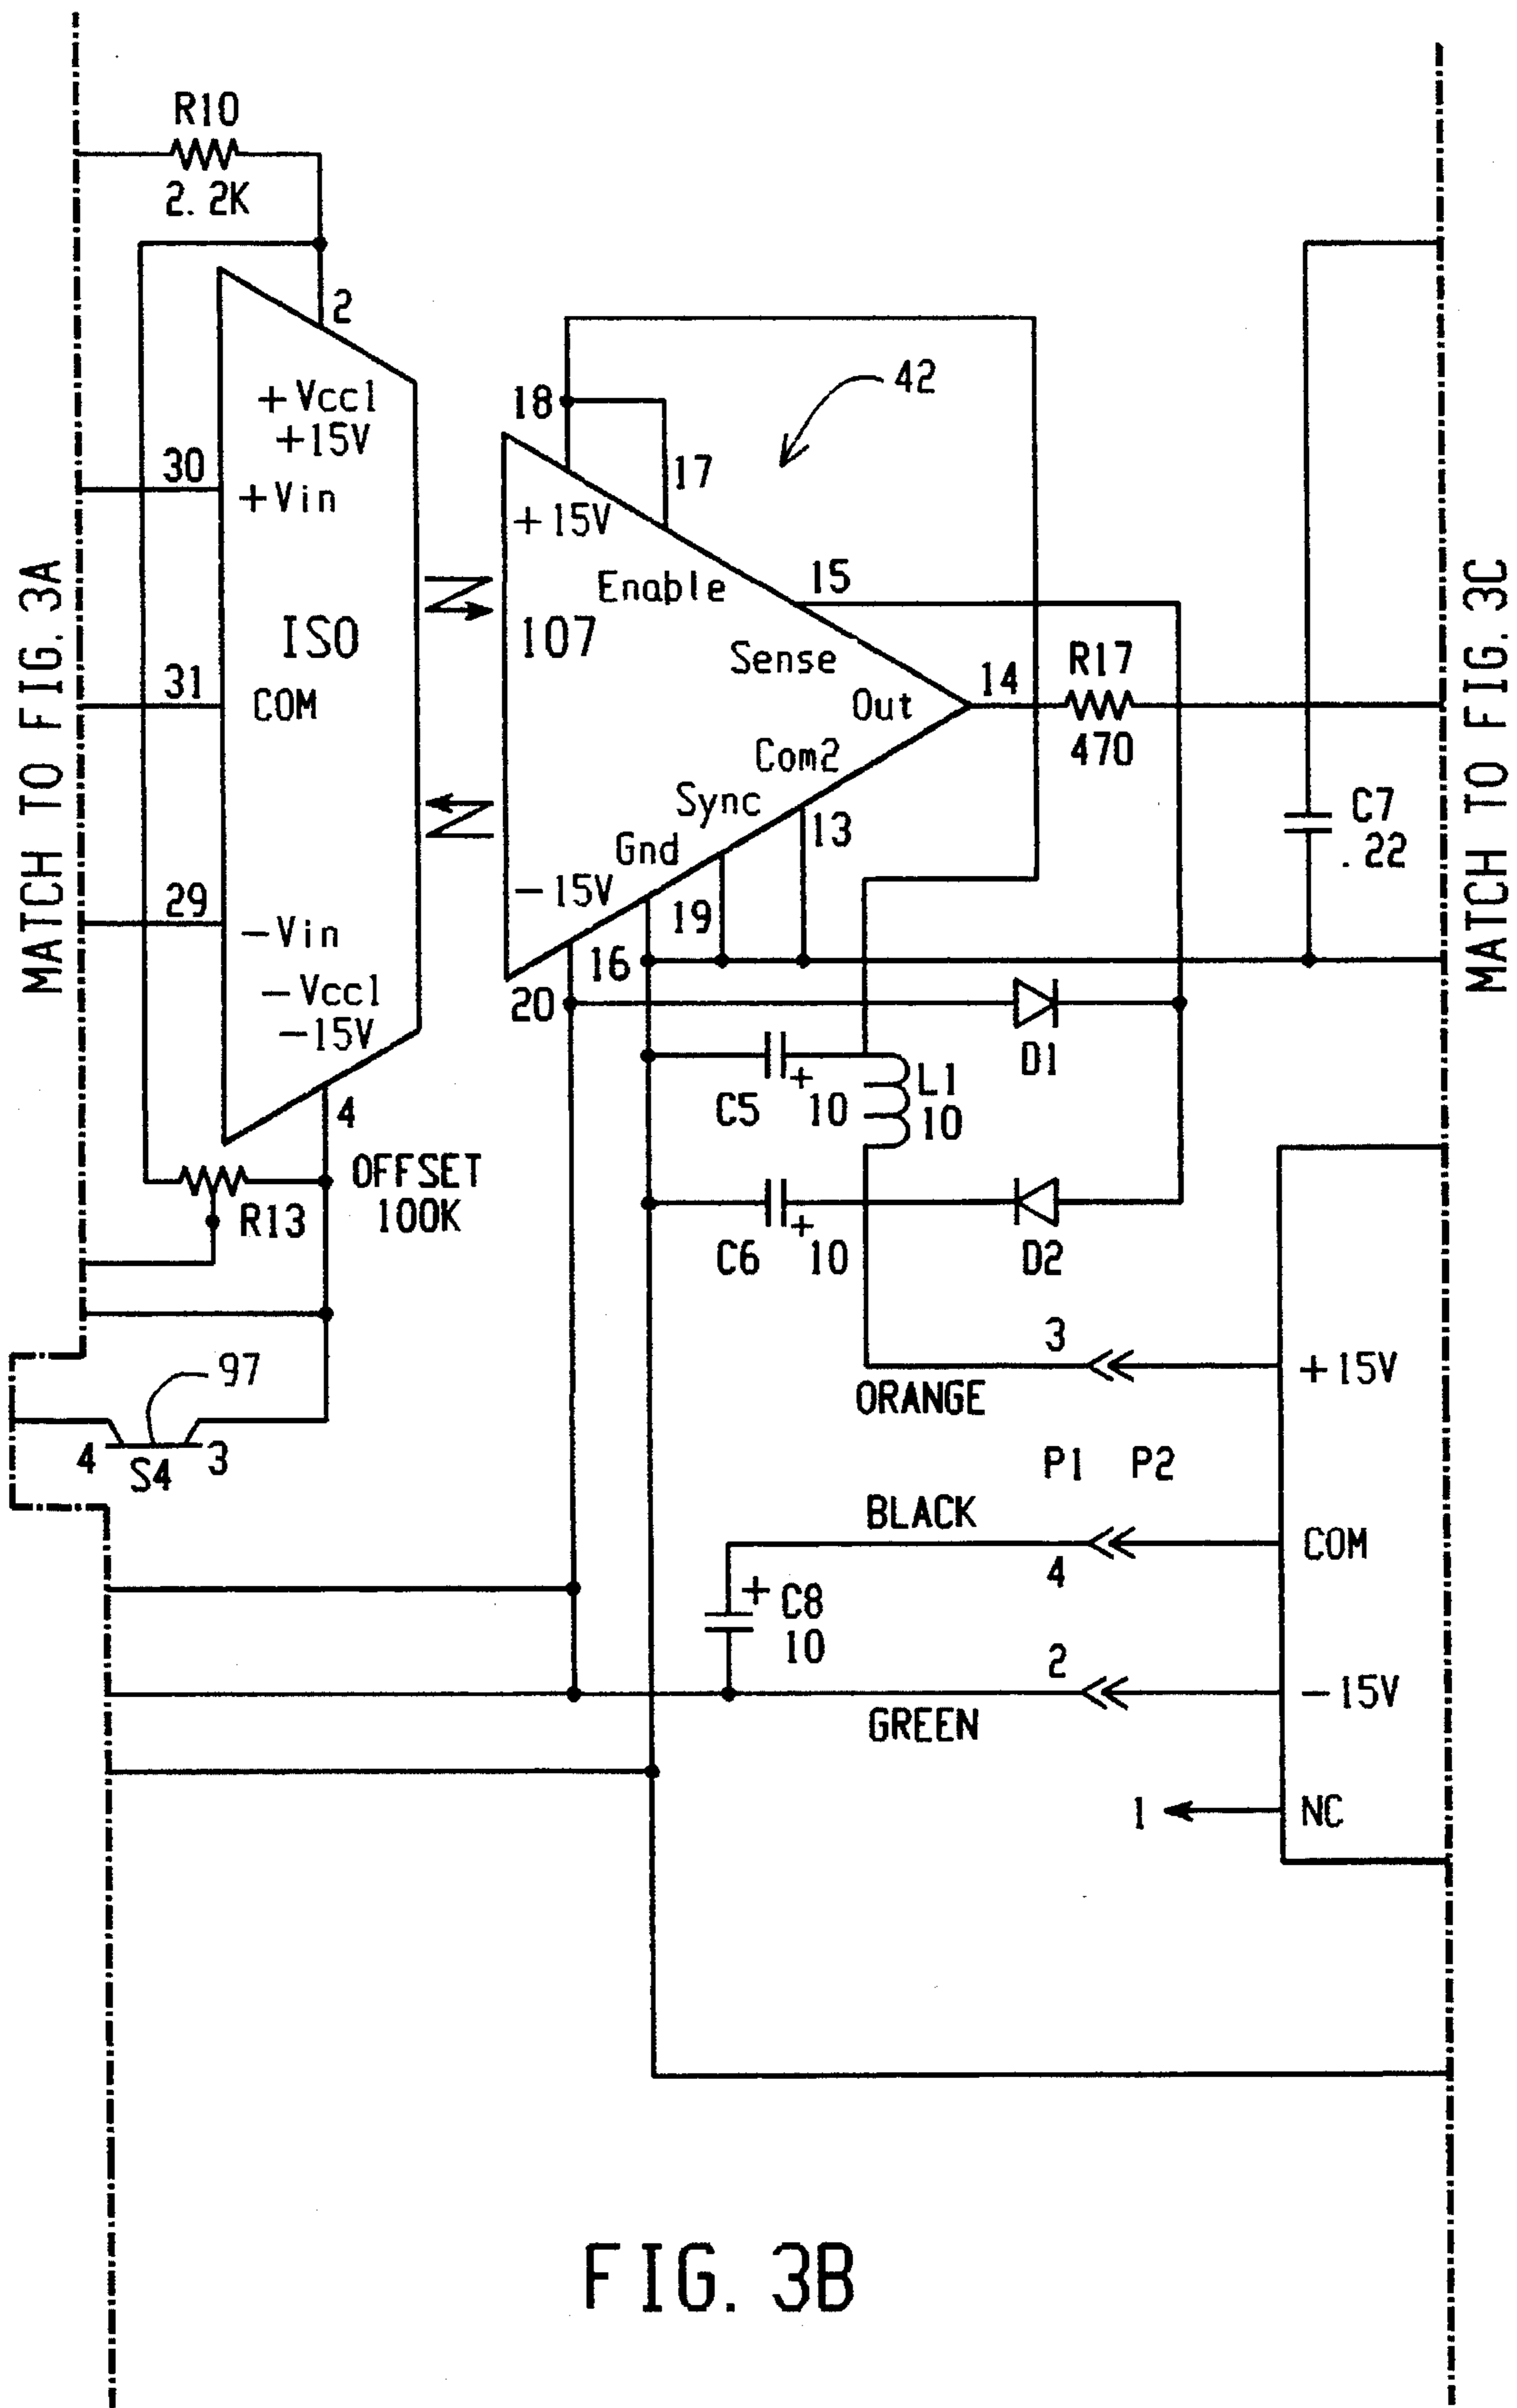 R10
2.2K
2
+Vcc1
+15V
30
+Vin
ISO
31
COM
29
-Vin
-Vcc1
-15V
4
OFFSET
100K
R13
97
4
S4
3
MATCH TO FIG. 3A
42
18
17
+15V
Enable
15
107
Sense
14
R17
Out
470
Com2
Sync
13
Gnd
-15V
19
16
20
C7
.22
MATCH TO FIG. 3C
D1
C5
+
10
L1
10
C6
+
10
D2
3
+15V
ORANGE
P1 P2
BLACK
COM
4
+
C8
10
2
-15V
GREEN
1
NC
FIG. 3B